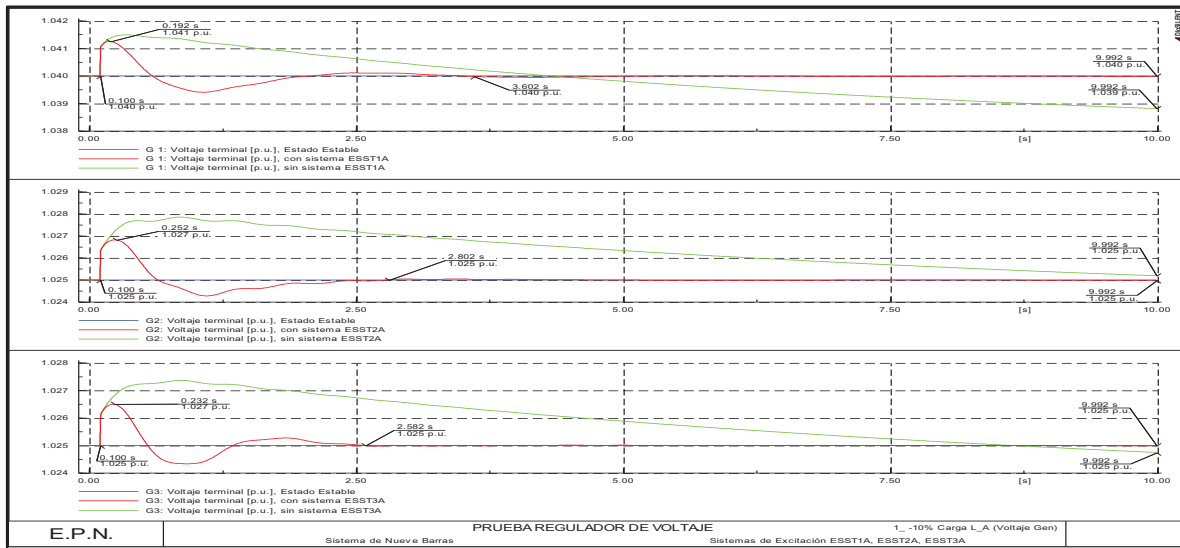 1.042
0.192 s
1.041 p.u.
1.041
9.992 s
1.040 p.u.
1.040
3.602 s
1.040 p.u.
9.992 s
1.039 p.u.
0.100 s
1.040 p.u.
1.039
1.038
0.00 2.50 5.00 7.50 [s] 10.00
G 1: Voltaje terminal [p.u.], Estado Estable
G 1: Voltaje terminal [p.u.], con sistema ESST1A
G 1: Voltaje terminal [p.u.], sin sistema ESST1A
DIgSILENT
1.029
1.028
0.252 s
1.027 p.u.
1.027
2.802 s
1.025 p.u.
9.992 s
1.025 p.u.
1.026
1.025
0.100 s
1.025 p.u.
9.992 s
1.025 p.u.
1.024
0.00 2.50 5.00 7.50 [s] 10.00
G2: Voltaje terminal [p.u.], Estado Estable
G2: Voltaje terminal [p.u.], con sistema ESST2A
G2: Voltaje terminal [p.u.], sin sistema ESST2A
1.028
1.027
0.232 s
1.027 p.u.
1.026
2.582 s
1.025 p.u.
9.992 s
1.025 p.u.
1.025
0.100 s
1.025 p.u.
9.992 s
1.025 p.u.
1.024
0.00 2.50 5.00 7.50 [s] 10.00
G3: Voltaje terminal [p.u.], Estado Estable
G3: Voltaje terminal [p.u.], con sistema ESST3A
G3: Voltaje terminal [p.u.], sin sistema ESST3A
E.P.N.
PRUEBA REGULADOR DE VOLTAJE
1_ -10% Carga L_A (Voltaje Gen)
Sistema de Nueve Barras
Sistemas de Excitación ESST1A, ESST2A, ESST3A